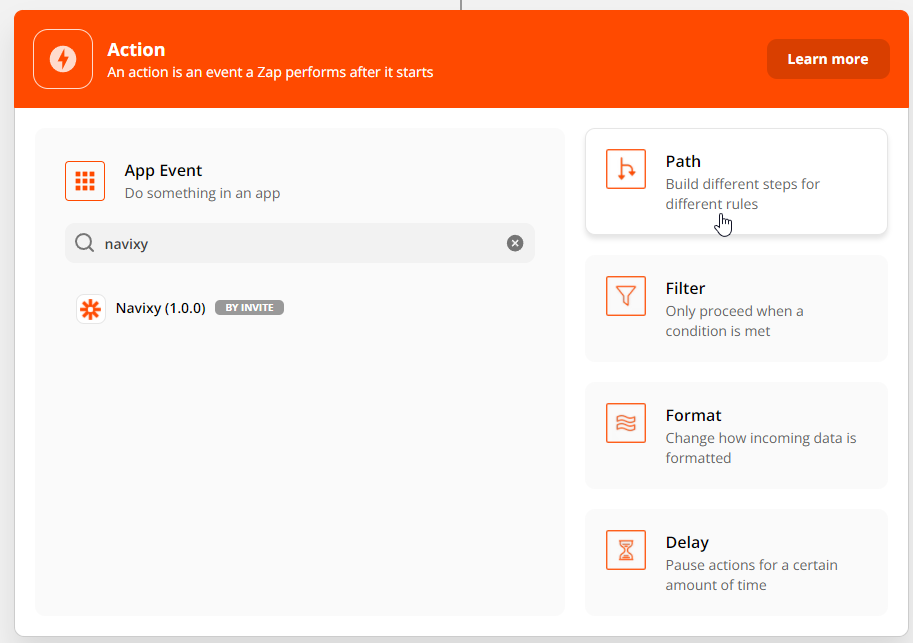 Action
An action is an event a Zap performs after it starts
Learn more
App Event
Do something in an app
navixy
Navixy (1.0.0) BY INVITE
Path
Build different steps for
different rules
Filter
Only proceed when a
condition is met
Format
Change how incoming data is
formatted
Delay
Pause actions for a certain
amount of time